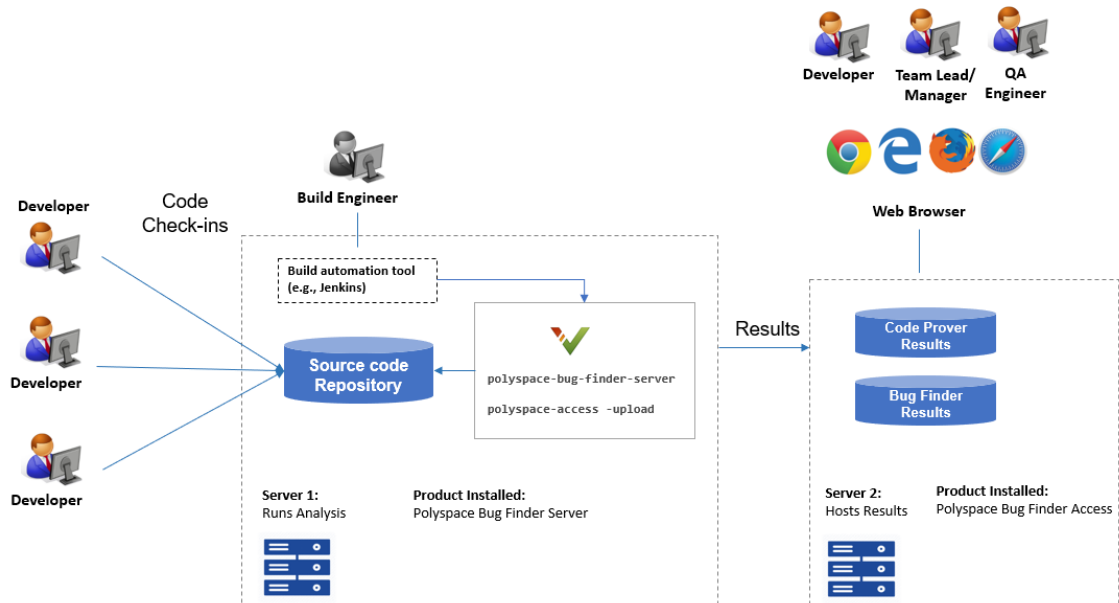 Developer
Team Lead/
Manager
QA
Engineer
Web Browser
Build Engineer
Code
Check-ins
Developer
Developer
Developer
Build automation tool
(e.g., Jenkins)
Source code
Repository
polyspace-bug-finder-server
polyspace-access -upload
Results
Code Prover
Results
Bug Finder
Results
Server 1:
Runs Analysis
Product Installed:
Polyspace Bug Finder Server
Server 2:
Hosts Results
Product Installed:
Polyspace Bug Finder Access